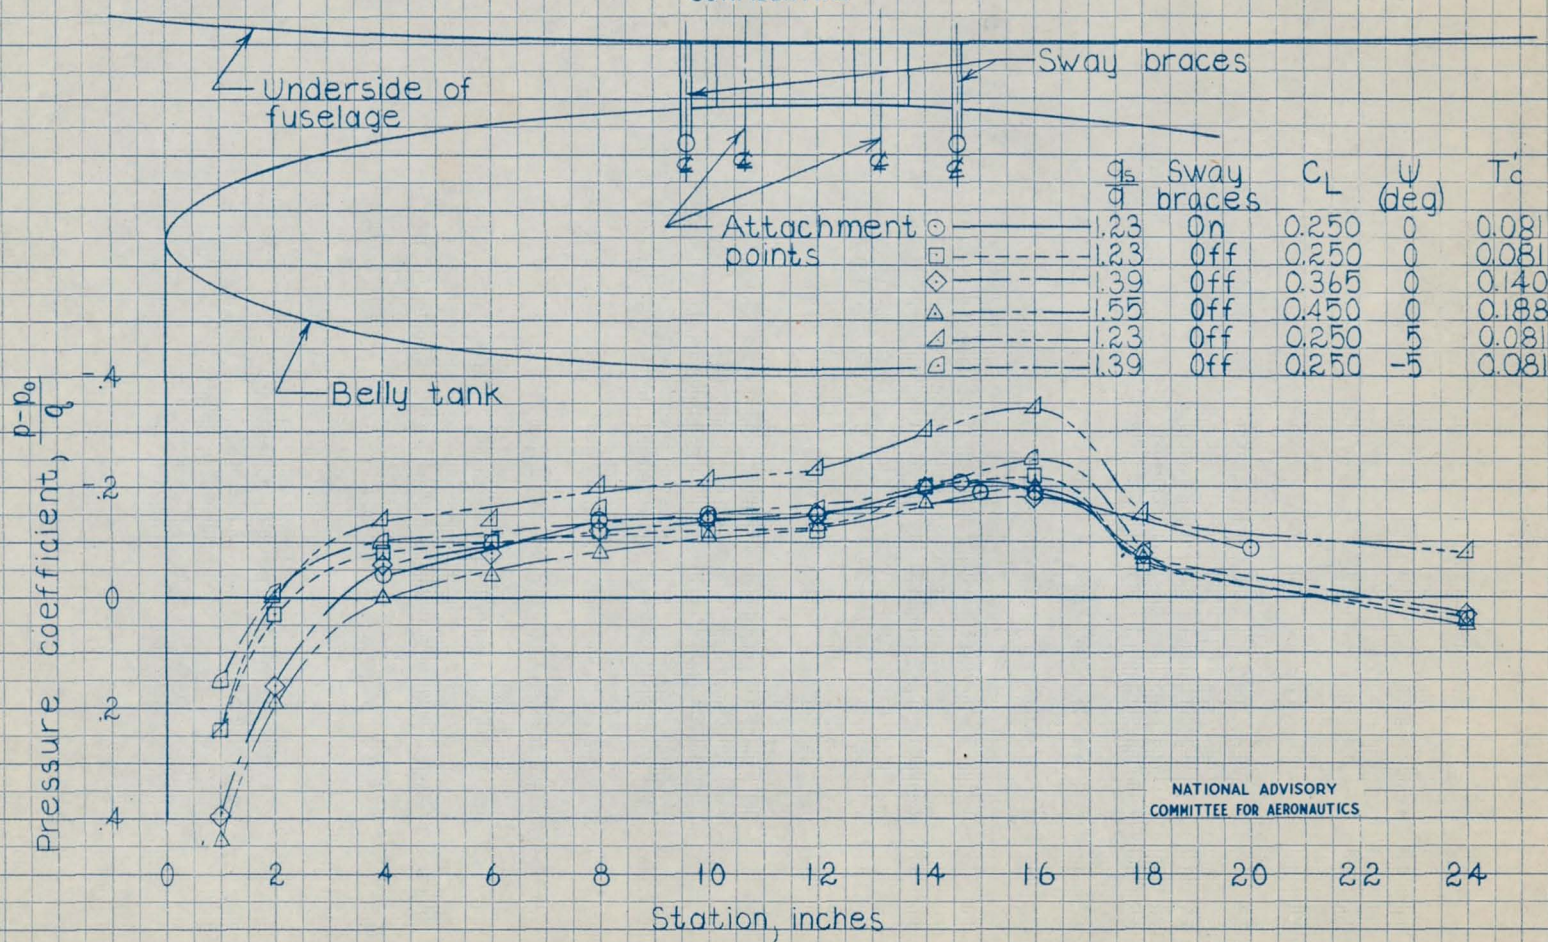 Underside of
fuselage
Sway braces
℄ ℄ ℄ ℄
Attachment
points
qs/q Sway braces CL ψ (deg) Tc'
1.23 On 0.250 0 0.081
1.23 Off 0.250 0 0.081
1.39 Off 0.365 0 0.140
1.55 Off 0.450 0 0.188
1.23 Off 0.250 5 0.081
1.39 Off 0.250 -5 0.081
Belly tank
Pressure coefficient, p-p₀/q
-.4
-.2
0
.2
.4
NATIONAL ADVISORY
COMMITTEE FOR AERONAUTICS
0 2 4 6 8 10 12 14 16 18 20 22 24
Station, inches